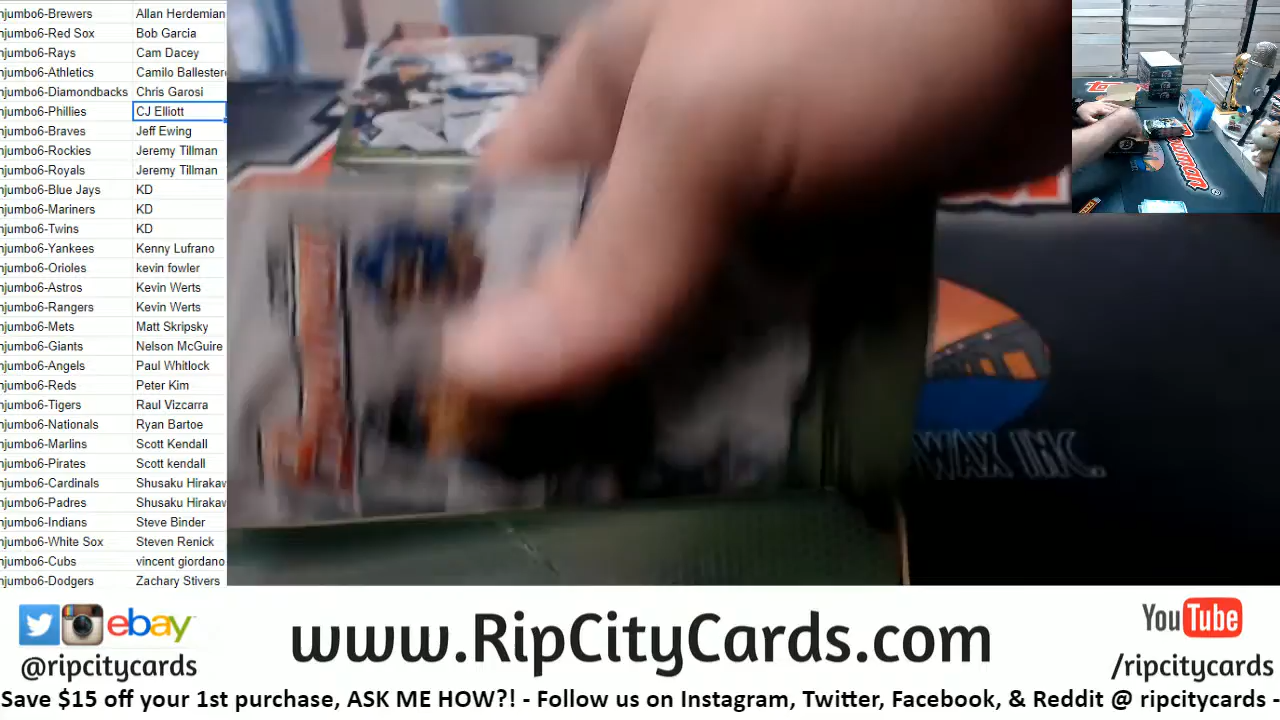 njumbo6-Brewers Allan Herdemian
njumbo6-Red Sox Bob Garcia
njumbo6-Rays Cam Dacey
njumbo6-Athletics Camilo Ballester
njumbo6-Diamondbacks Chris Garosi
njumbo6-Phillies CJ Elliott
njumbo6-Braves Jeff Ewing
njumbo6-Rockies Jeremy Tillman
njumbo6-Royals Jeremy Tillman
njumbo6-Blue Jays KD
njumbo6-Mariners KD
njumbo6-Twins KD
njumbo6-Yankees Kenny Lufrano
njumbo6-Orioles kevin fowler
njumbo6-Astros Kevin Werts
njumbo6-Rangers Kevin Werts
njumbo6-Mets Matt Skripsky
njumbo6-Giants Nelson McGuire
njumbo6-Angels Paul Whitlock
njumbo6-Reds Peter Kim
njumbo6-Tigers Raul Vizcarra
njumbo6-Nationals Ryan Bartoe
njumbo6-Marlins Scott Kendall
njumbo6-Pirates Scott kendall
njumbo6-Cardinals Shusaku Hirakaw
njumbo6-Padres Shusaku Hirakaw
njumbo6-Indians Steve Binder
njumbo6-White Sox Steven Renick
njumbo6-Cubs vincent giordano
njumbo6-Dodgers Zachary Stivers
WAX INC.
ebay
@ripcitycards
www.RipCityCards.com
YouTube
/ripcitycards
Save $15 off your 1st purchase, ASK ME HOW?! - Follow us on Instagram, Twitter, Facebook, & Reddit @ ripcitycards -